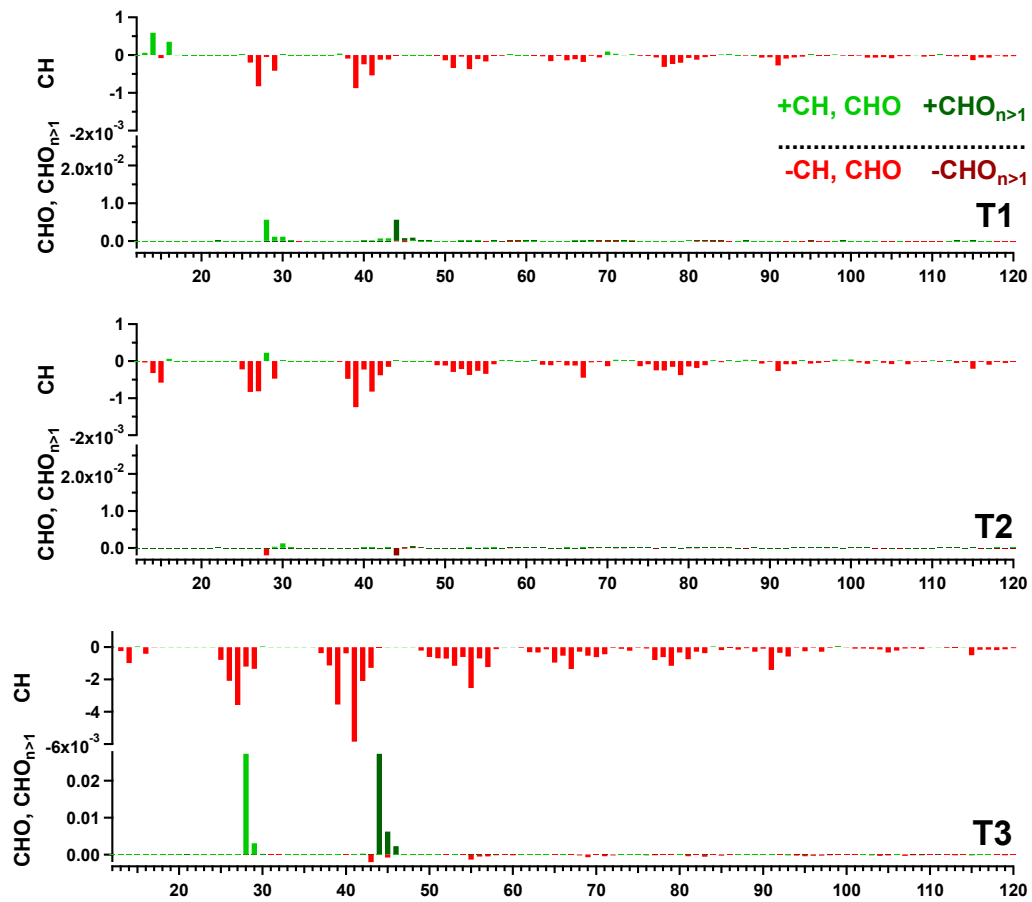 1
0
-1
-2x10⁻³
CH
2.0x10⁻²
1.0
0.0
CHO, CHOₙ>₁
+CH, CHO +CHOₙ>₁
-CH, CHO -CHOₙ>₁
T1
20 30 40 50 60 70 80 90 100 110 120
1
0
-1
-2x10⁻³
CH
2.0x10⁻²
1.0
0.0
CHO, CHOₙ>₁
T2
20 30 40 50 60 70 80 90 100 110 120
0
-2
-4
-6x10⁻³
CH
0.02
0.01
0.00
CHO, CHOₙ>₁
T3
20 30 40 50 60 70 80 90 100 110 120